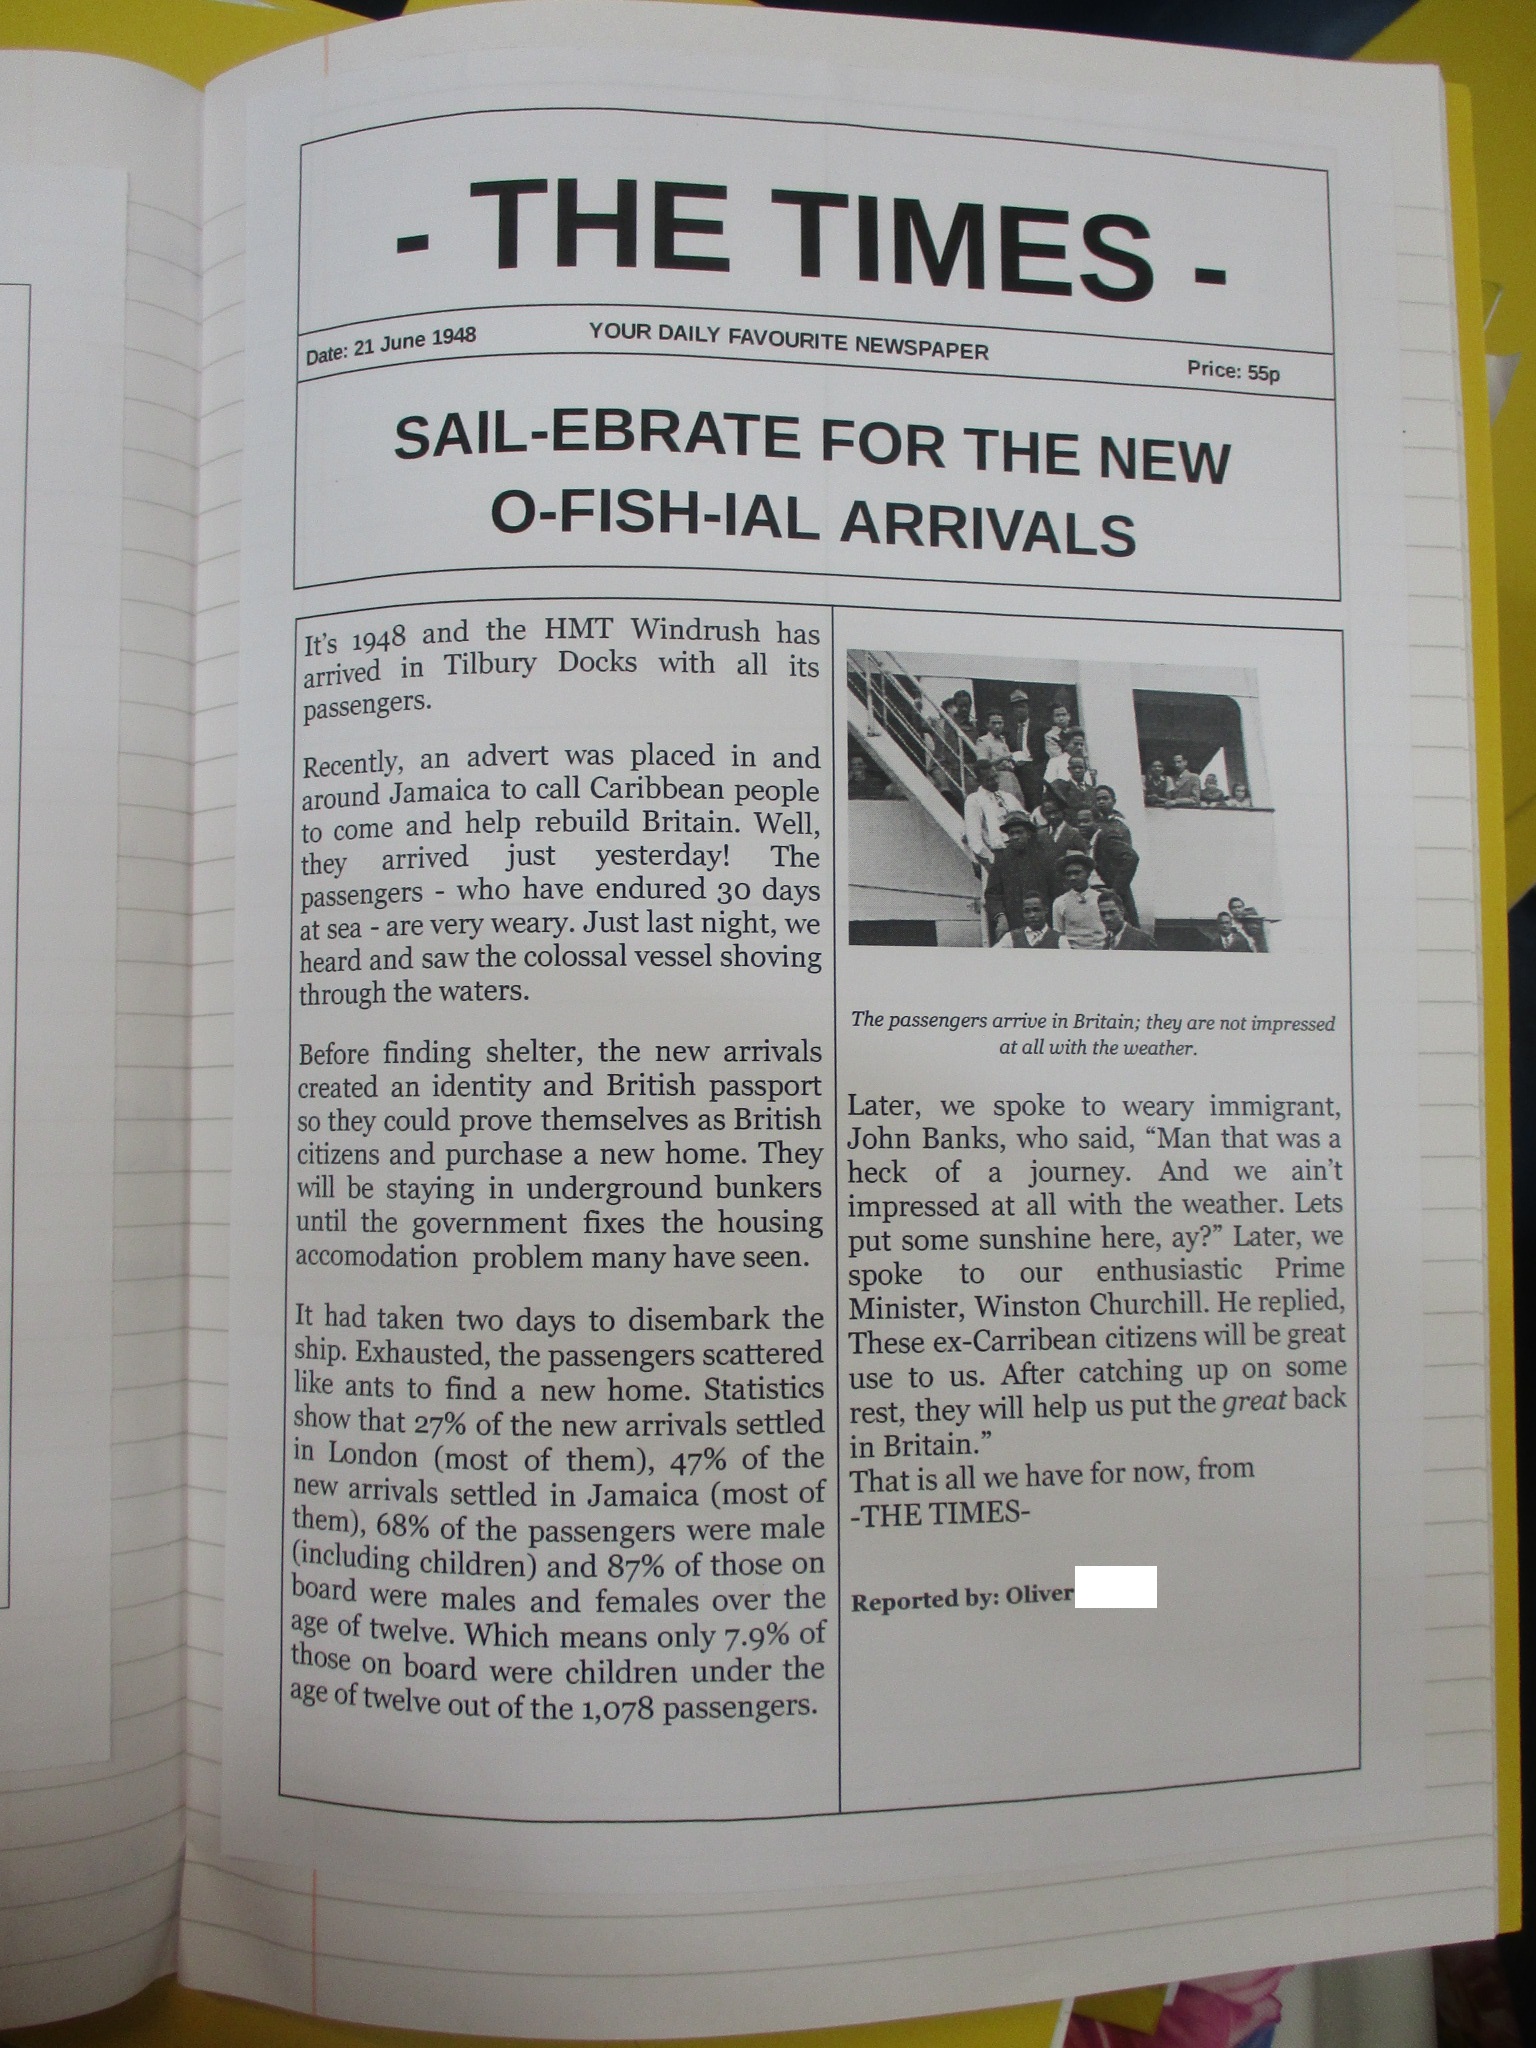 - THE TIMES -
Date: 21 June 1948
YOUR DAILY FAVOURITE NEWSPAPER
Price: 55p
SAIL-EBRATE FOR THE NEW
O-FISH-IAL ARRIVALS
It's 1948 and the HMT Windrush has
arrived in Tilbury Docks with all its
passengers.
Recently, an advert was placed in and
around Jamaica to call Caribbean people
to come and help rebuild Britain. Well,
they arrived just yesterday! The
passengers - who have endured 30 days
at sea - are very weary. Just last night, we
heard and saw the colossal vessel shoving
through the waters.
Before finding shelter, the new arrivals
created an identity and British passport
so they could prove themselves as British
citizens and purchase a new home. They
will be staying in underground bunkers
until the government fixes the housing
accomodation problem many have seen.
It had taken two days to disembark the
ship. Exhausted, the passengers scattered
like ants to find a new home. Statistics
show that 27% of the new arrivals settled
in London (most of them), 47% of the
new arrivals settled in Jamaica (most of
them), 68% of the passengers were male
(including children) and 87% of those on
board were males and females over the
age of twelve. Which means only 7.9% of
those on board were children under the
age of twelve out of the 1,078 passengers.
The passengers arrive in Britain; they are not impressed
at all with the weather.
Later, we spoke to weary immigrant,
John Banks, who said, “Man that was a
heck of a journey. And we ain't
impressed at all with the weather. Lets
put some sunshine here, ay?” Later, we
spoke to our enthusiastic Prime
Minister, Winston Churchill. He replied,
These ex-Carribean citizens will be great
use to us. After catching up on some
rest, they will help us put the great back
in Britain.”
That is all we have for now, from
-THE TIMES-
Reported by: Oliver